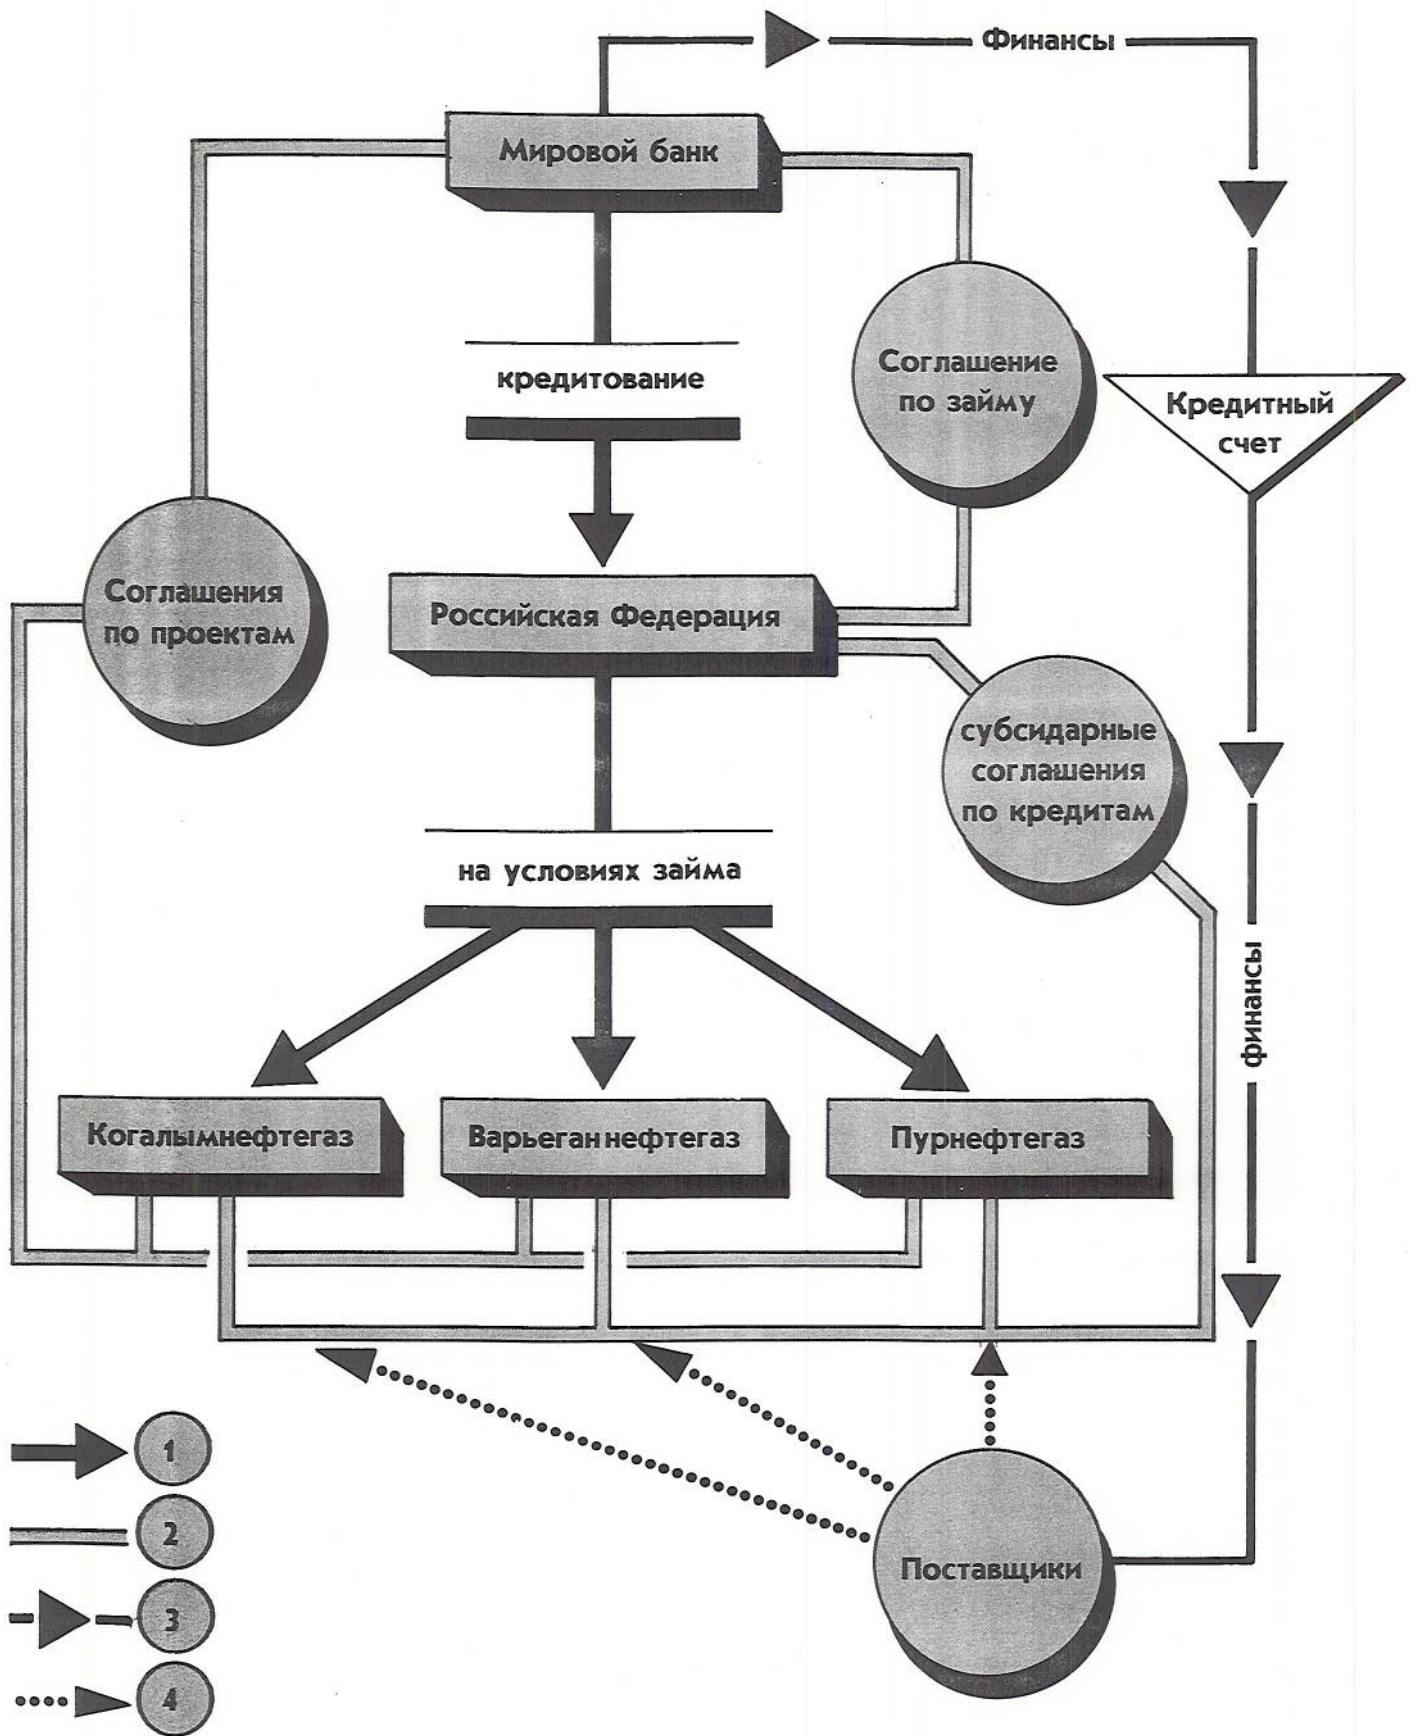 Финансы
Мировой банк
кредитование
Соглашение
по займу
Кредитный
счет
Соглашения
по проектам
Российская Федерация
субсидарные
соглашения
по кредитам
на условиях займа
финансы
Когалымнефтегаз
Варьеганнефтегаз
Пурнефтегаз
1
2
3
4
Поставщики